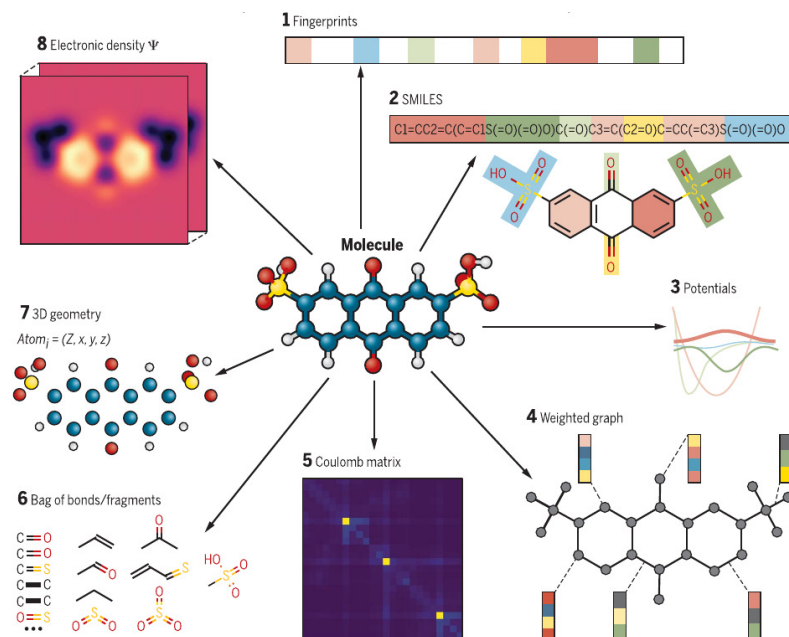 1 Fingerprints
8 Electronic density Ψ
2 SMILES
C1=CC2=C(C=C1S(=O)(=O)O)C(=O)C3=C(C2=O)C=CC(=C3)S(=O)(=O)O
O
HO
S
O
O
O
O
S
OH
O
Molecule
3 Potentials
7 3D geometry
Atomi = (Z, x, y, z)
4 Weighted graph
5 Coulomb matrix
6 Bag of bonds/fragments
C=O
C=O
C=S
C–C
C–C
O=S
•••
O
O
S
HO
O
S
O
O
S
O
O
S
O
O